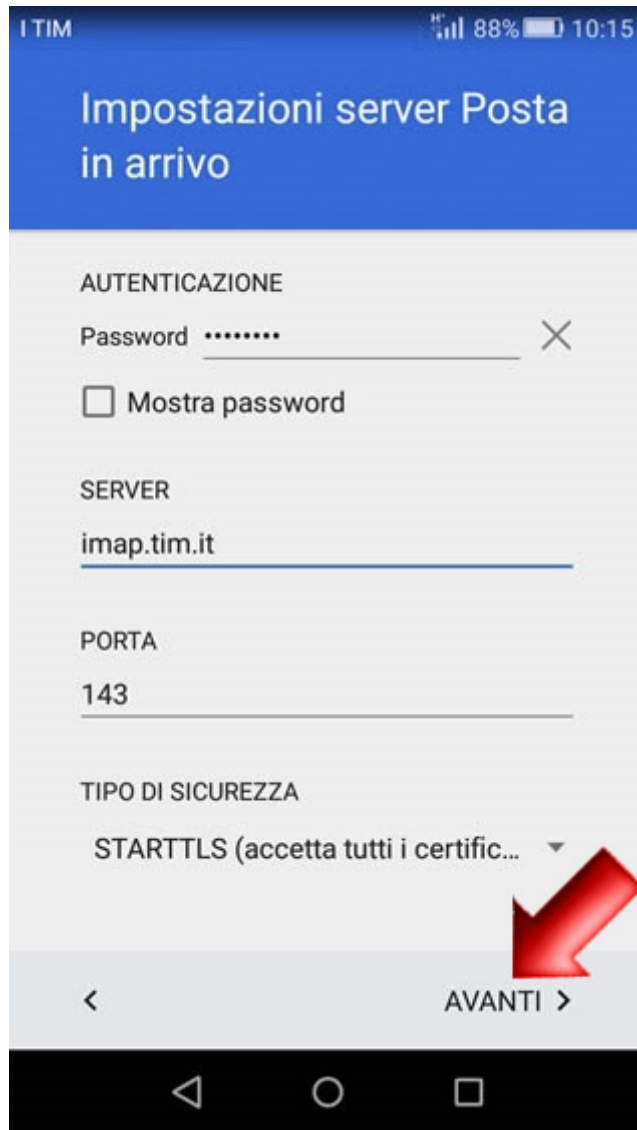 I TIM 88% 10:15
Impostazioni server Posta
in arrivo
AUTENTICAZIONE
Password ••••••••
Mostra password
SERVER
imap.tim.it
PORTA
143
TIPO DI SICUREZZA
STARTTLS (accetta tutti i certific...
AVANTI